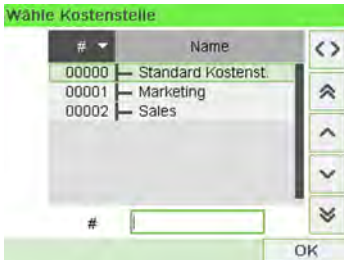 Wähle Kostenstelle
# Name
00000 Standard Kostenst.
00001 Marketing
00002 Sales
#
OK